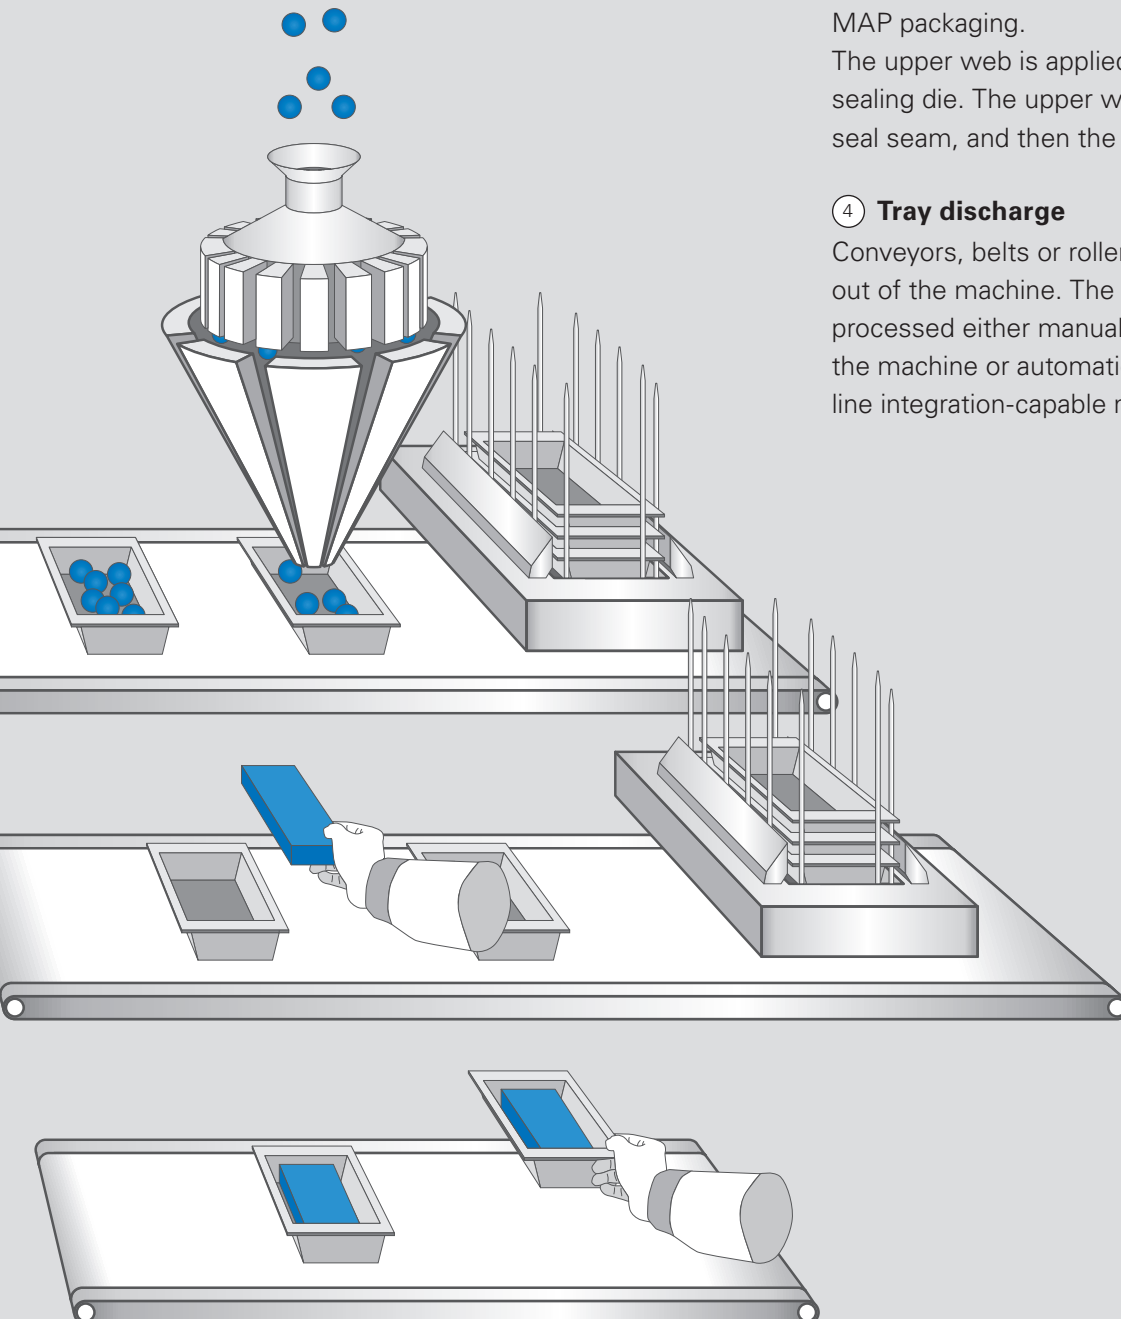 MAP packaging.
The upper web is applied
sealing die. The upper w
seal seam, and then the
4 Tray discharge
Conveyors, belts or roller
out of the machine. The
processed either manual
the machine or automati
line integration-capable